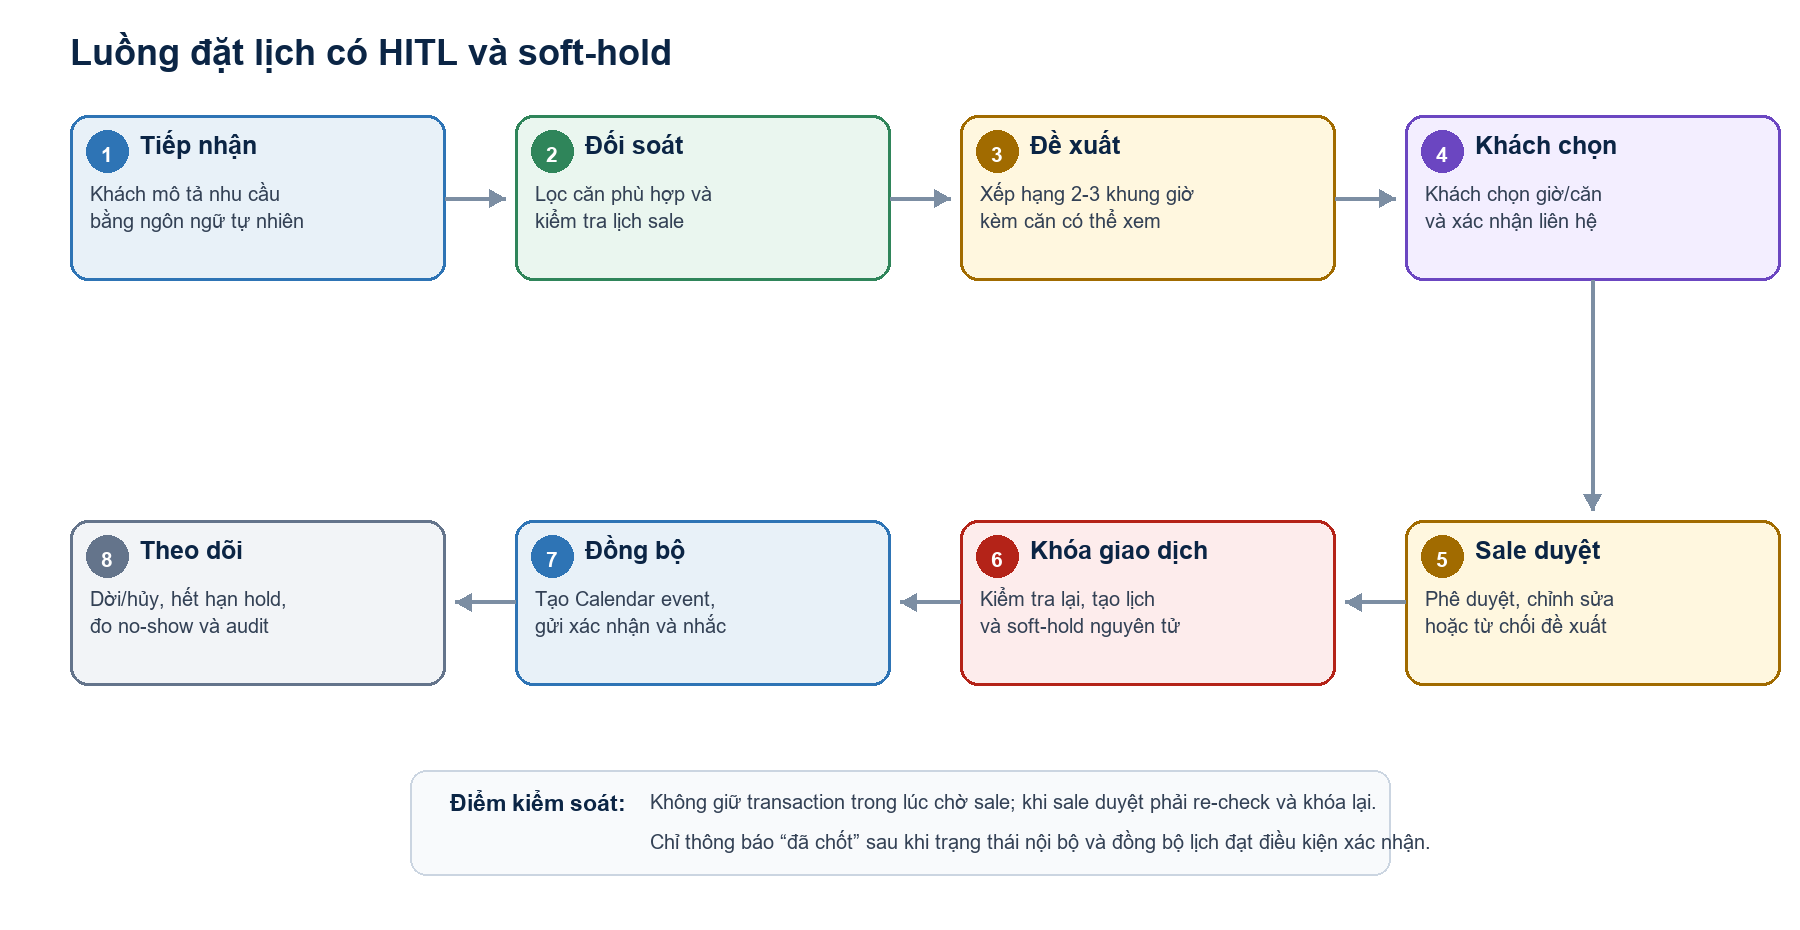 Luồng đặt lịch có HITL và soft-hold
1 Tiếp nhận
Khách mô tả nhu cầu
bằng ngôn ngữ tự nhiên
2 Đối soát
Lọc căn phù hợp và
kiểm tra lịch sale
3 Đề xuất
Xếp hạng 2-3 khung giờ
kèm căn có thể xem
4 Khách chọn
Khách chọn giờ/căn
và xác nhận liên hệ
5 Sale duyệt
Phê duyệt, chỉnh sửa
hoặc từ chối đề xuất
6 Khóa giao dịch
Kiểm tra lại, tạo lịch
và soft-hold nguyên tử
7 Đồng bộ
Tạo Calendar event,
gửi xác nhận và nhắc
8 Theo dõi
Dời/hủy, hết hạn hold,
đo no-show và audit
Điểm kiểm soát: Không giữ transaction trong lúc chờ sale; khi sale duyệt phải re-check và khóa lại.
Chỉ thông báo “đã chốt” sau khi trạng thái nội bộ và đồng bộ lịch đạt điều kiện xác nhận.